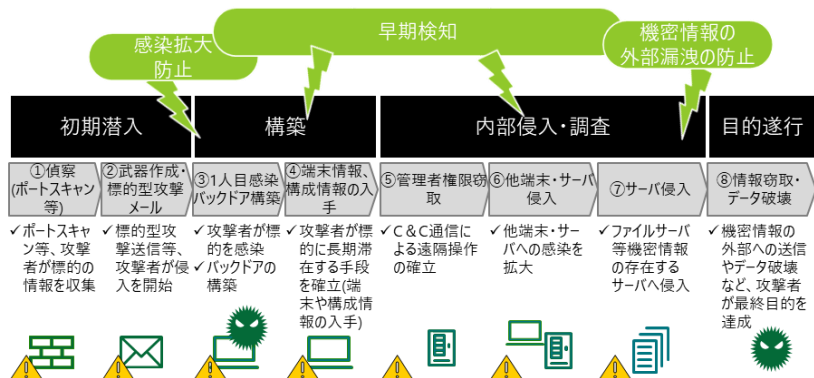 早期検知
感染拡大
防止
機密情報の
外部漏洩の防止
初期潜入
構築
内部侵入・調査
目的遂行
①偵察
(ポートスキャン
等)
②武器作成・
標的型攻撃
メール
③1人目感染
バックドア構築
④端末情報、
構成情報の入
手
⑤管理者権限窃
取
⑥他端末・サーバ
侵入
⑦サーバ侵入
⑧情報窃取・
データ破壊
✓ポートスキャ
ン等、攻撃
者が標的の
情報を収集
✓標的型攻
撃送信等、
攻撃者が侵
入を開始
✓攻撃者が標
的を感染
✓バックドアの
構築
✓攻撃者が標
的に長期滞
在する手段
を確立(端
末や構成情
報の入手)
✓C&C通信に
よる遠隔操作
の確立
✓他端末・サー
バへの感染を
拡大
✓ファイルサーバ
等機密情報
の存在する
サーバへ侵入
✓機密情報の
外部への送信
やデータ破壊
など、攻撃者
が最終目的を
達成